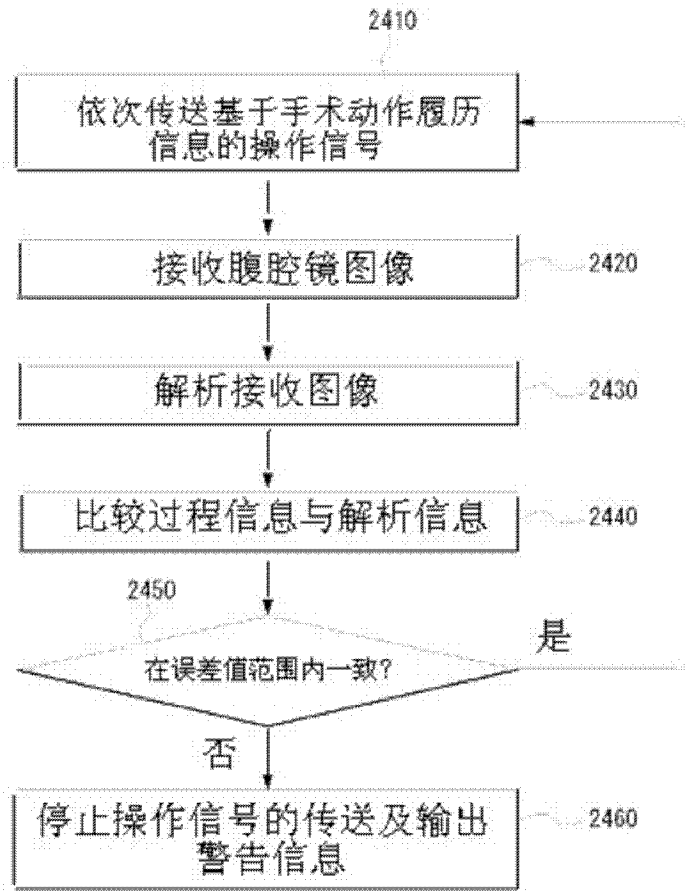 2410
依次传送基于手术动作履历
信息的操作信号
接收腹腔镜图像
2420
解析接收图像
2430
比较过程信息与解析信息
2440
2450
在误差值范围内一致?
是
否
停止操作信号的传送及输出
警告信息
2460